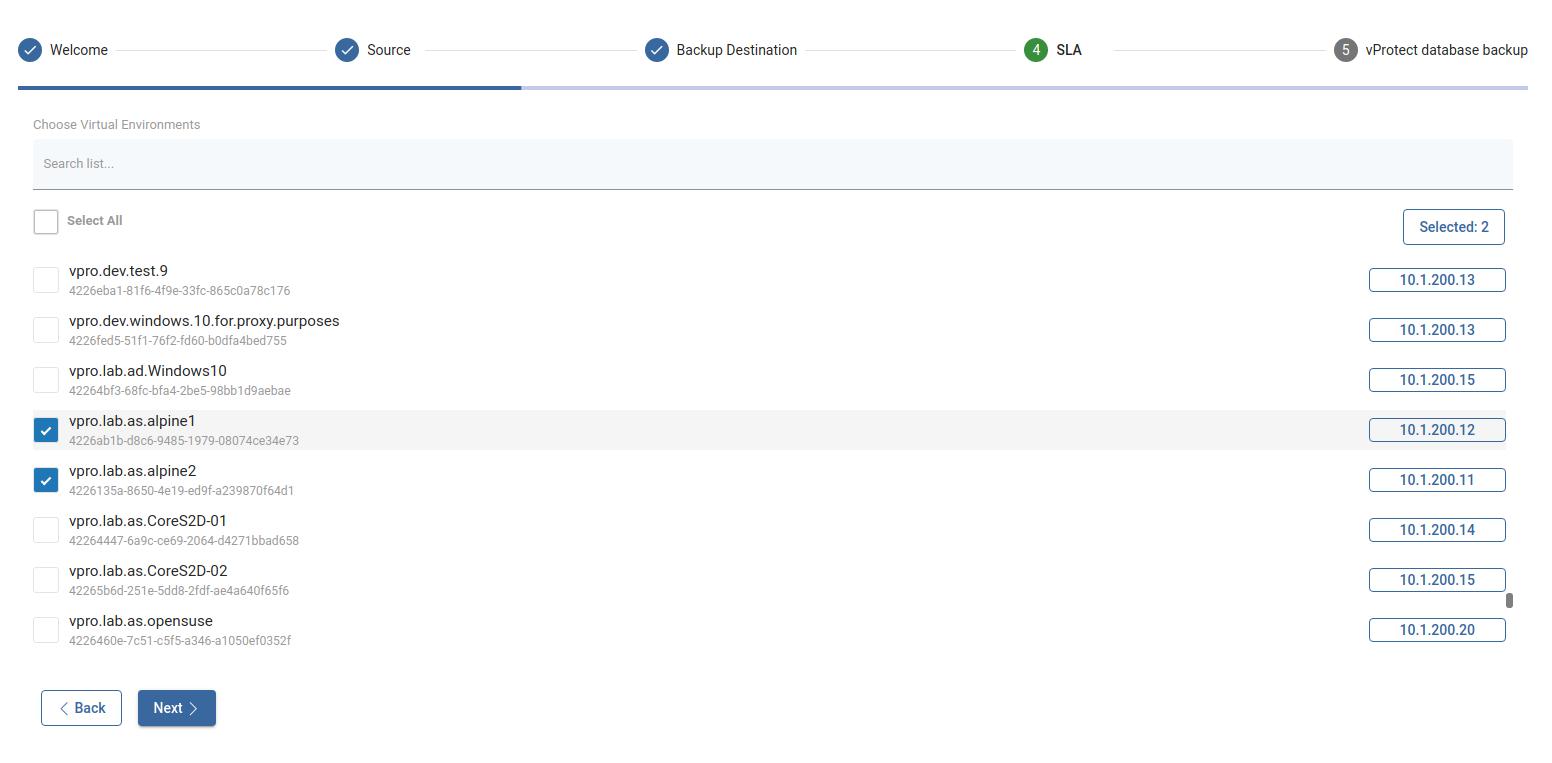 Welcome Source Backup Destination 4 SLA 5 vProtect database backup
Choose Virtual Environments
Search list...
Select All Selected: 2
vpro.dev.test.9 10.1.200.13
4226eba1-81f6-4f9e-33fc-865c0a78c176
vpro.dev.windows.10.for.proxy.purposes 10.1.200.13
4226fed5-51f1-76f2-fd60-b0dfa4bed755
vpro.lab.ad.Windows10 10.1.200.15
42264bf3-68fc-bfa4-2be5-98bb1d9aebae
vpro.lab.as.alpine1 10.1.200.12
4226ab1b-d8c6-9485-1979-08074ce34e73
vpro.lab.as.alpine2 10.1.200.11
4226135a-8650-4e19-ed9f-a239870f64d1
vpro.lab.as.CoreS2D-01 10.1.200.14
42264447-6a9c-ce69-2064-d4271bbad658
vpro.lab.as.CoreS2D-02 10.1.200.15
42265b6d-251e-5dd8-2fdf-ae4a640f65f6
vpro.lab.as.opensuse 10.1.200.20
4226460e-7c51-c5f5-a346-a1050ef0352f
Back Next